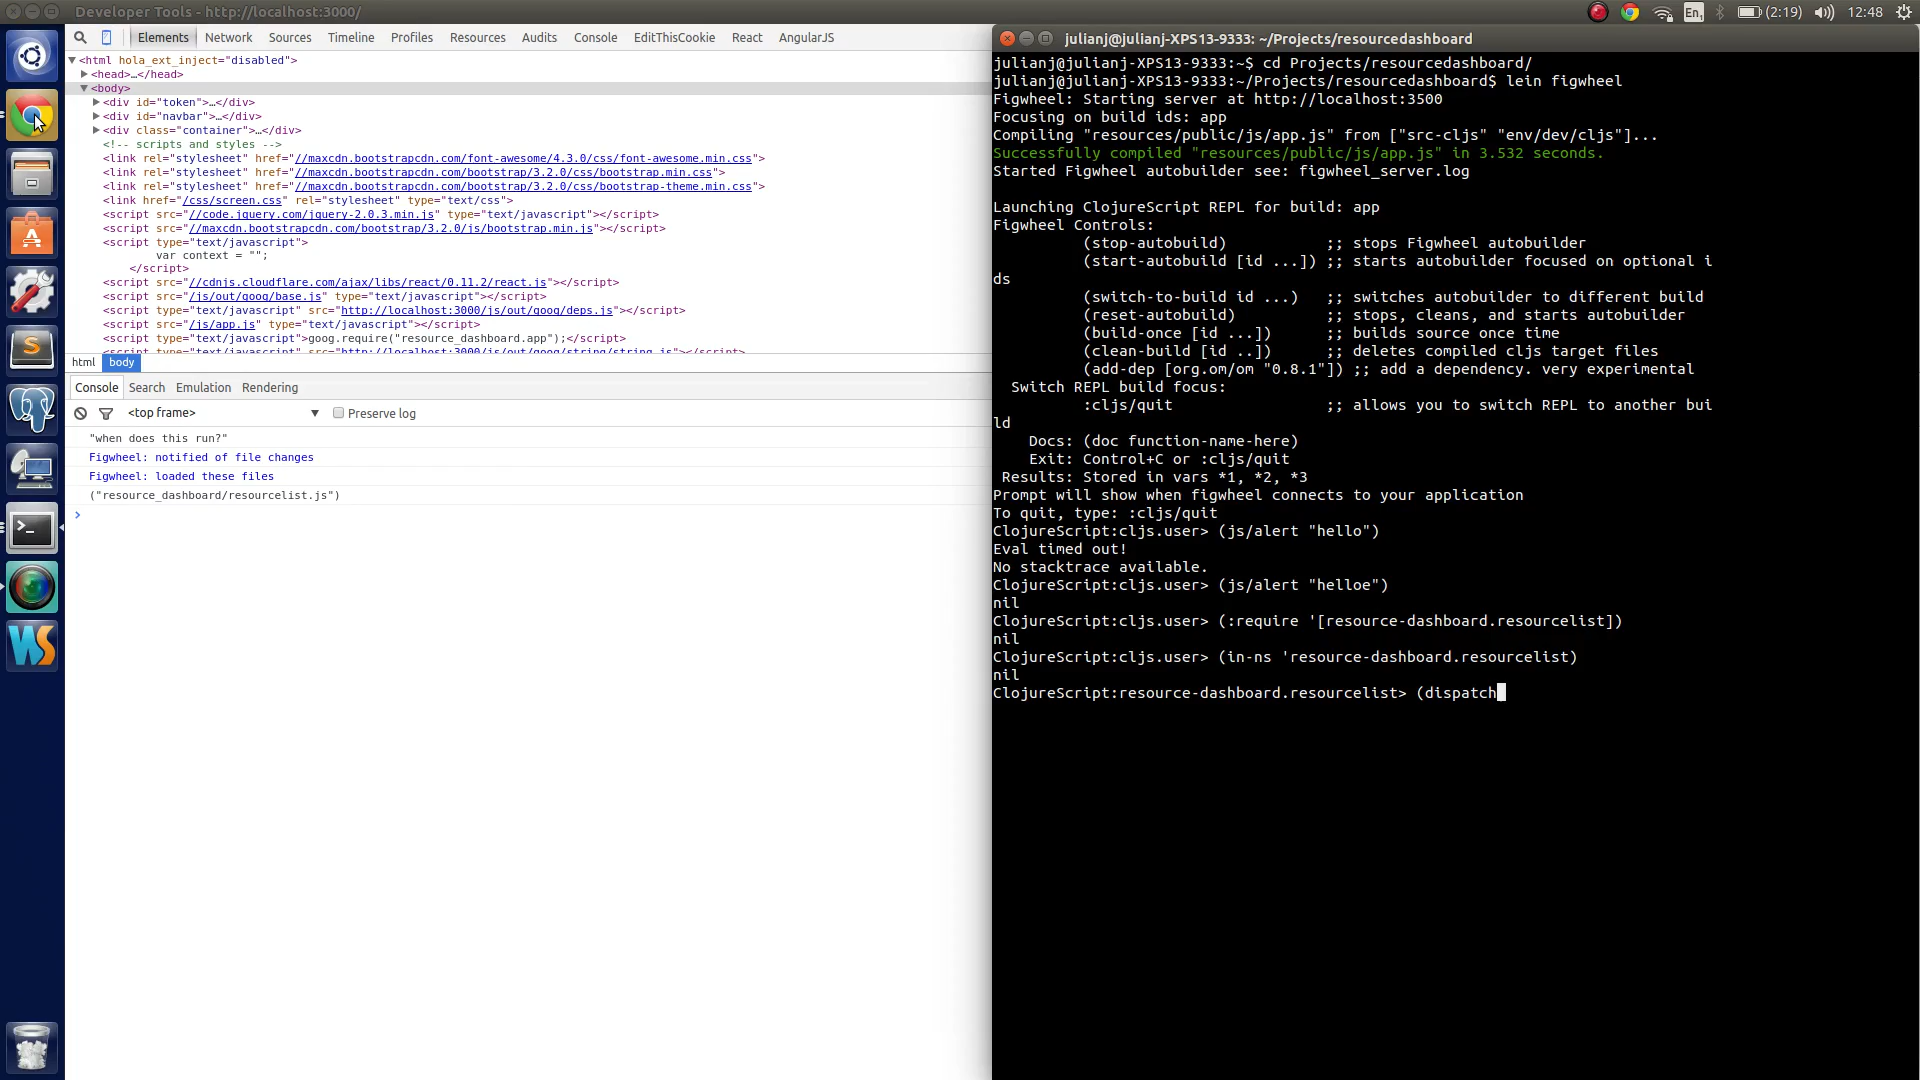 Developer Tools - http://localhost:3000/
En1
(2:19)
12:48
Elements Network Sources Timeline Profiles Resources Audits Console EditThisCookie React AngularJS
<html hola_ext_inject="disabled">
<head>…</head>
<body>
<div id="token">…</div>
<div id="navbar">…</div>
<div class="container">…</div>
<!-- scripts and styles -->
<link rel="stylesheet" href="//maxcdn.bootstrapcdn.com/font-awesome/4.3.0/css/font-awesome.min.css">
<link rel="stylesheet" href="//maxcdn.bootstrapcdn.com/bootstrap/3.2.0/css/bootstrap.min.css">
<link rel="stylesheet" href="//maxcdn.bootstrapcdn.com/bootstrap/3.2.0/css/bootstrap-theme.min.css">
<link href="/css/screen.css" rel="stylesheet" type="text/css">
<script src="//code.jquery.com/jquery-2.0.3.min.js" type="text/javascript"></script>
<script src="//maxcdn.bootstrapcdn.com/bootstrap/3.2.0/js/bootstrap.min.js"></script>
<script type="text/javascript">
var context = "";
</script>
<script src="//cdnjs.cloudflare.com/ajax/libs/react/0.11.2/react.js"></script>
<script src="/js/out/goog/base.js" type="text/javascript"></script>
<script type="text/javascript" src="http://localhost:3000/js/out/goog/deps.js"></script>
<script src="/js/app.js" type="text/javascript"></script>
<script type="text/javascript">goog.require("resource_dashboard.app");</script>
<script type="text/javascript" src="http://localhost:3000/js/out/goog/string/string.js"></script>
html body
Console Search Emulation Rendering
<top frame> ▼ Preserve log
"when does this run?"
Figwheel: notified of file changes
Figwheel: loaded these files
("resource_dashboard/resourcelist.js")
>
julianj@julianj-XPS13-9333: ~/Projects/resourcedashboard
julianj@julianj-XPS13-9333:~$ cd Projects/resourcedashboard/
julianj@julianj-XPS13-9333:~/Projects/resourcedashboard$ lein figwheel
Figwheel: Starting server at http://localhost:3500
Focusing on build ids: app
Compiling "resources/public/js/app.js" from ["src-cljs" "env/dev/cljs"]...
Successfully compiled "resources/public/js/app.js" in 3.532 seconds.
Started Figwheel autobuilder see: figwheel_server.log
Launching ClojureScript REPL for build: app
Figwheel Controls:
(stop-autobuild) ;; stops Figwheel autobuilder
(start-autobuild [id ...]) ;; starts autobuilder focused on optional i
ds
(switch-to-build id ...) ;; switches autobuilder to different build
(reset-autobuild) ;; stops, cleans, and starts autobuilder
(build-once [id ...]) ;; builds source once time
(clean-build [id ..]) ;; deletes compiled cljs target files
(add-dep [org.om/om "0.8.1"]) ;; add a dependency. very experimental
Switch REPL build focus:
:cljs/quit ;; allows you to switch REPL to another bui
ld
Docs: (doc function-name-here)
Exit: Control+C or :cljs/quit
Results: Stored in vars *1, *2, *3
Prompt will show when figwheel connects to your application
To quit, type: :cljs/quit
ClojureScript:cljs.user> (js/alert "hello")
Eval timed out!
No stacktrace available.
ClojureScript:cljs.user> (js/alert "helloe")
nil
ClojureScript:cljs.user> (:require '[resource-dashboard.resourcelist])
nil
ClojureScript:cljs.user> (in-ns 'resource-dashboard.resourcelist)
nil
ClojureScript:resource-dashboard.resourcelist> (dispatch